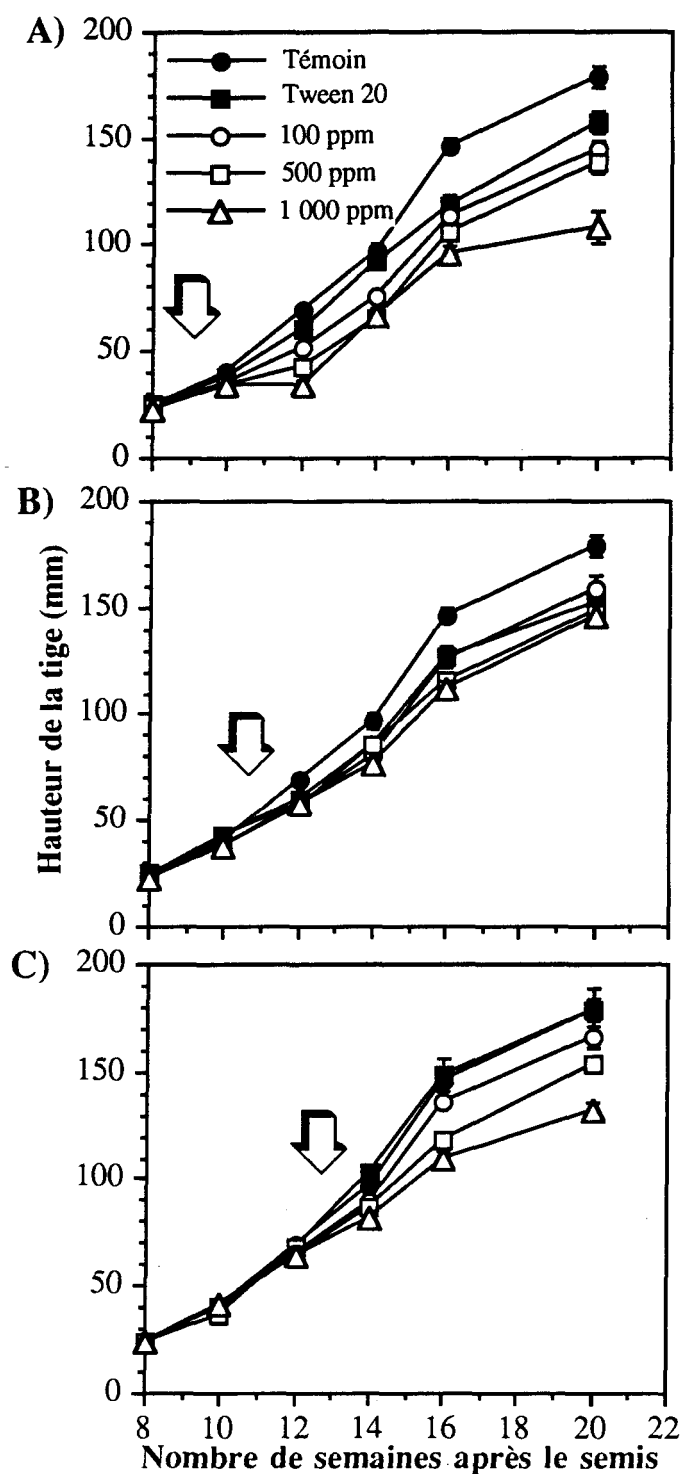 A)
200
150
100
50
0
Témoin
Tween 20
100 ppm
500 ppm
1 000 ppm
B)
200
150
100
50
0
Hauteur de la tige (mm)
C)
200
150
100
50
0
8 10 12 14 16 18 20 22
Nombre de semaines après le semis